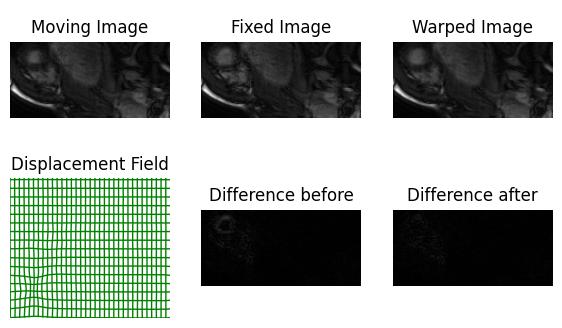 Moving Image
Fixed Image
Warped Image
Displacement Field
Difference before
Difference after